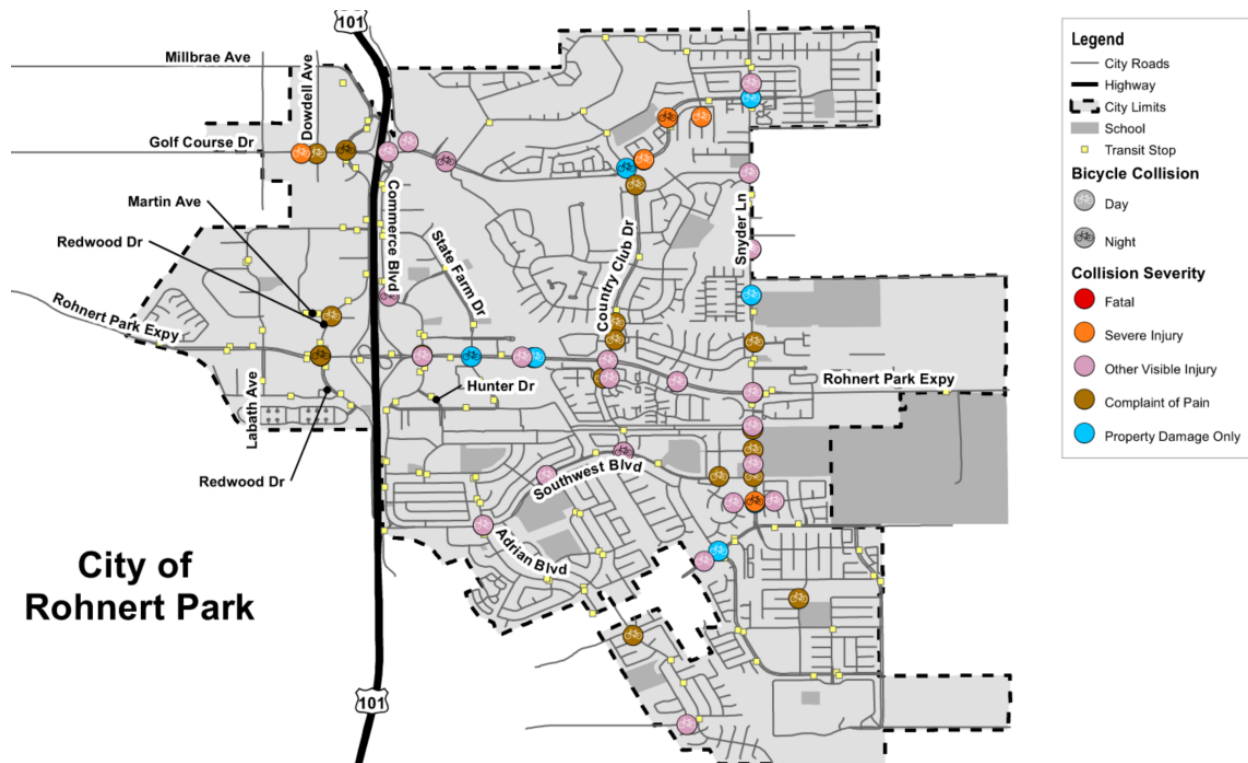 101
Millbrae Ave
Dowdell Ave
Golf Course Dr
Martin Ave
Redwood Dr
Rohnert Park Expy
Commerce Blvd
State Farm Dr
Country Club Dr
Snyder Ln
Hunter Dr
Rohnert Park Expy
Labath Ave
Redwood Dr
Southwest Blvd
Adrian Blvd
City of
Rohnert Park
101
Legend
City Roads
Highway
City Limits
School
Transit Stop
Bicycle Collision
Day
Night
Collision Severity
Fatal
Severe Injury
Other Visible Injury
Complaint of Pain
Property Damage Only